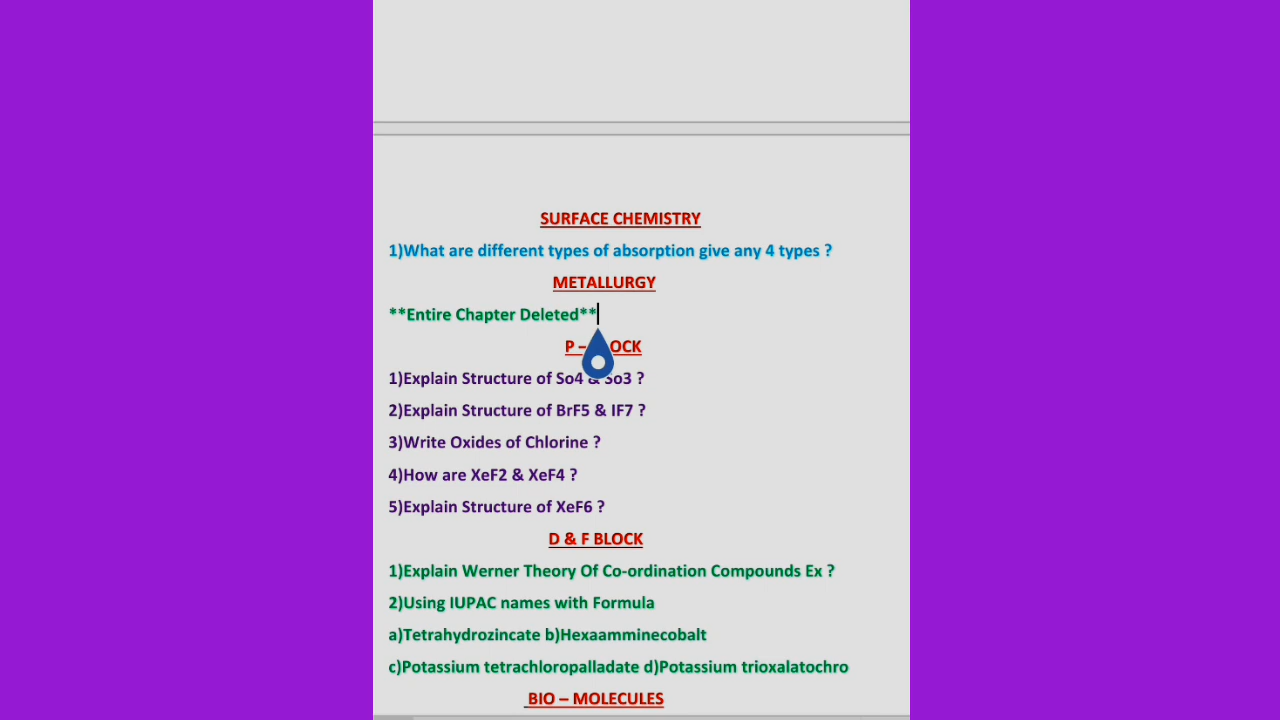 SURFACE CHEMISTRY
1)What are different types of absorption give any 4 types ?
METALLURGY
**Entire Chapter Deleted**
P – OCK
1)Explain Structure of So4 & So3 ?
2)Explain Structure of BrF5 & IF7 ?
3)Write Oxides of Chlorine ?
4)How are XeF2 & XeF4 ?
5)Explain Structure of XeF6 ?
D & F BLOCK
1)Explain Werner Theory Of Co-ordination Compounds Ex ?
2)Using IUPAC names with Formula
a)Tetrahydrozincate b)Hexaamminecobalt
c)Potassium tetrachloropalladate d)Potassium trioxalatochro
BIO – MOLECULES